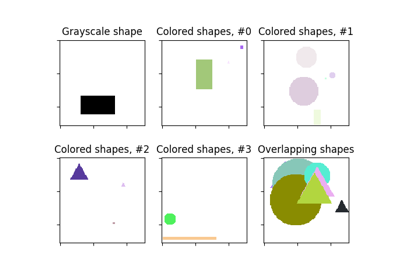 Grayscale shape
Colored shapes, #0
Colored shapes, #1
Colored shapes, #2
Colored shapes, #3
Overlapping shapes